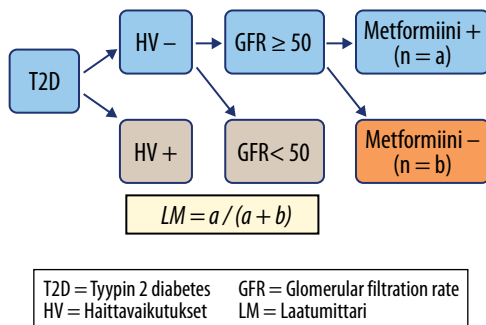 T2D
HV –
GFR ≥ 50
Metformiini +
(n = a)
HV +
GFR< 50
Metformiini –
(n = b)
LM = a / (a + b)
T2D = Tyypin 2 diabetes
GFR = Glomerular filtration rate
HV = Haittavaikutukset
LM = Laatumittari